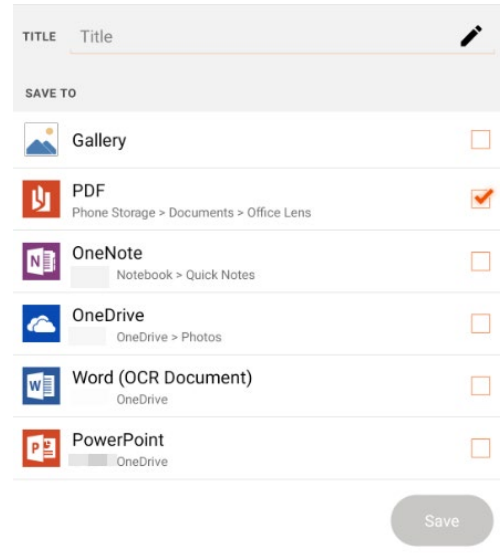 TITLE Title
SAVE TO
Gallery
PDF
Phone Storage > Documents > Office Lens
N
OneNote
Notebook > Quick Notes
OneDrive
OneDrive > Photos
W
Word (OCR Document)
OneDrive
P
PowerPoint
OneDrive
Save